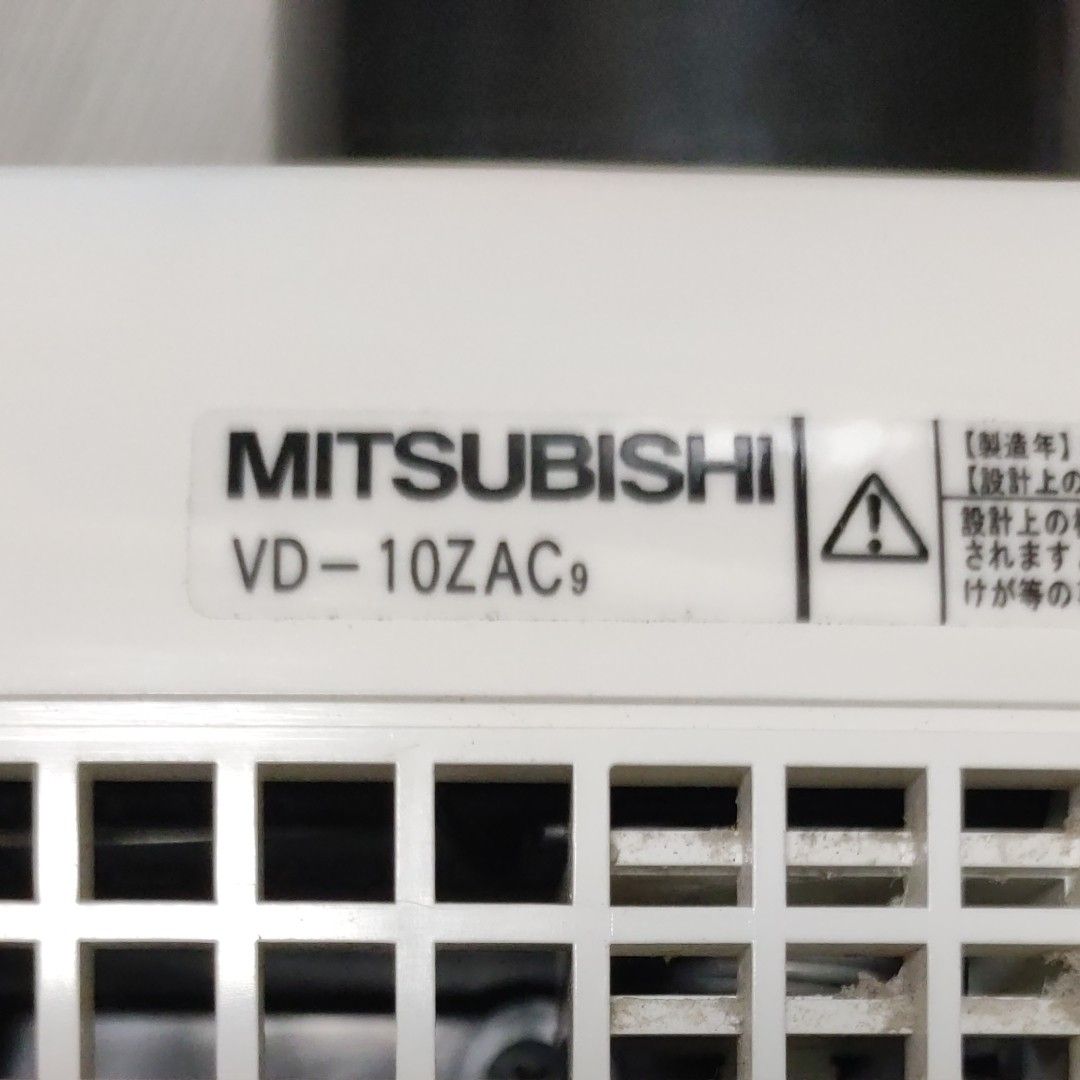 MITSUBISHI
VD-10ZAC9
【製造年】
【設計上の
設計上の
されます
けが等の